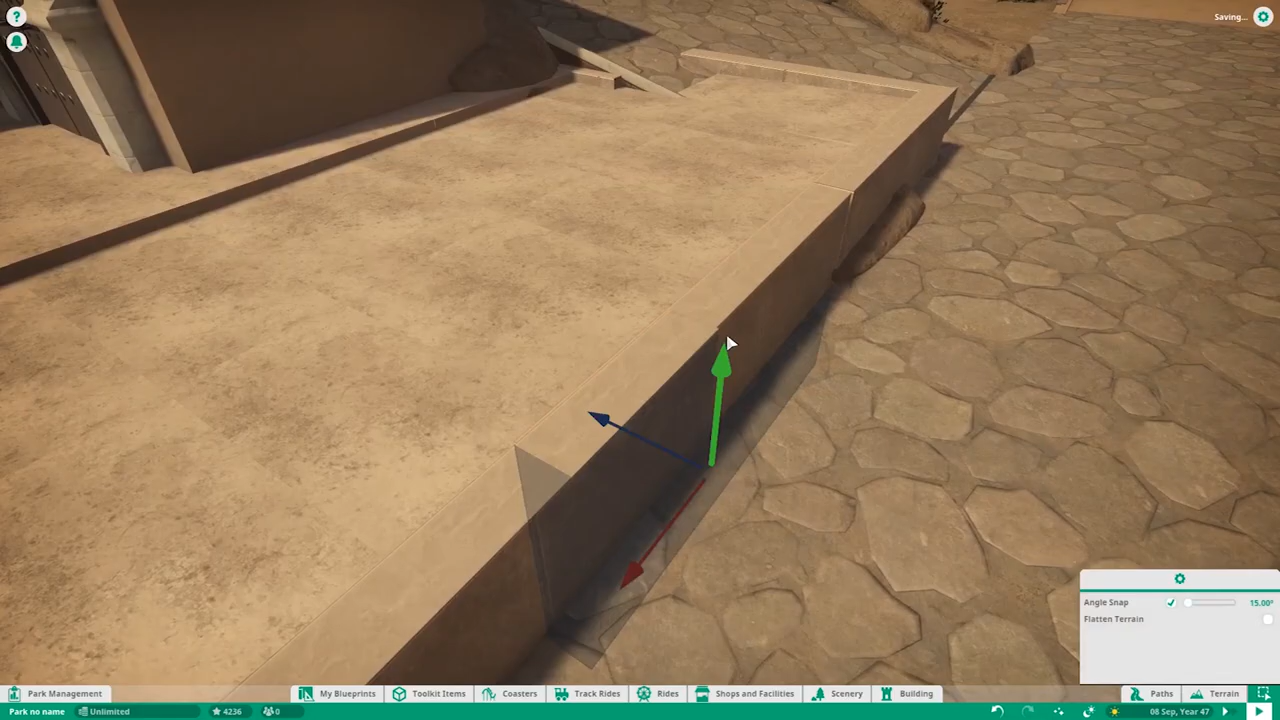 ?
Saving...
Angle Snap 15.00°
Flatten Terrain
Park Management My Blueprints Toolkit Items Coasters Track Rides Rides Shops and Facilities Scenery Building Paths Terrain
Park no name Unlimited 4236 0 08 Sep, Year 47